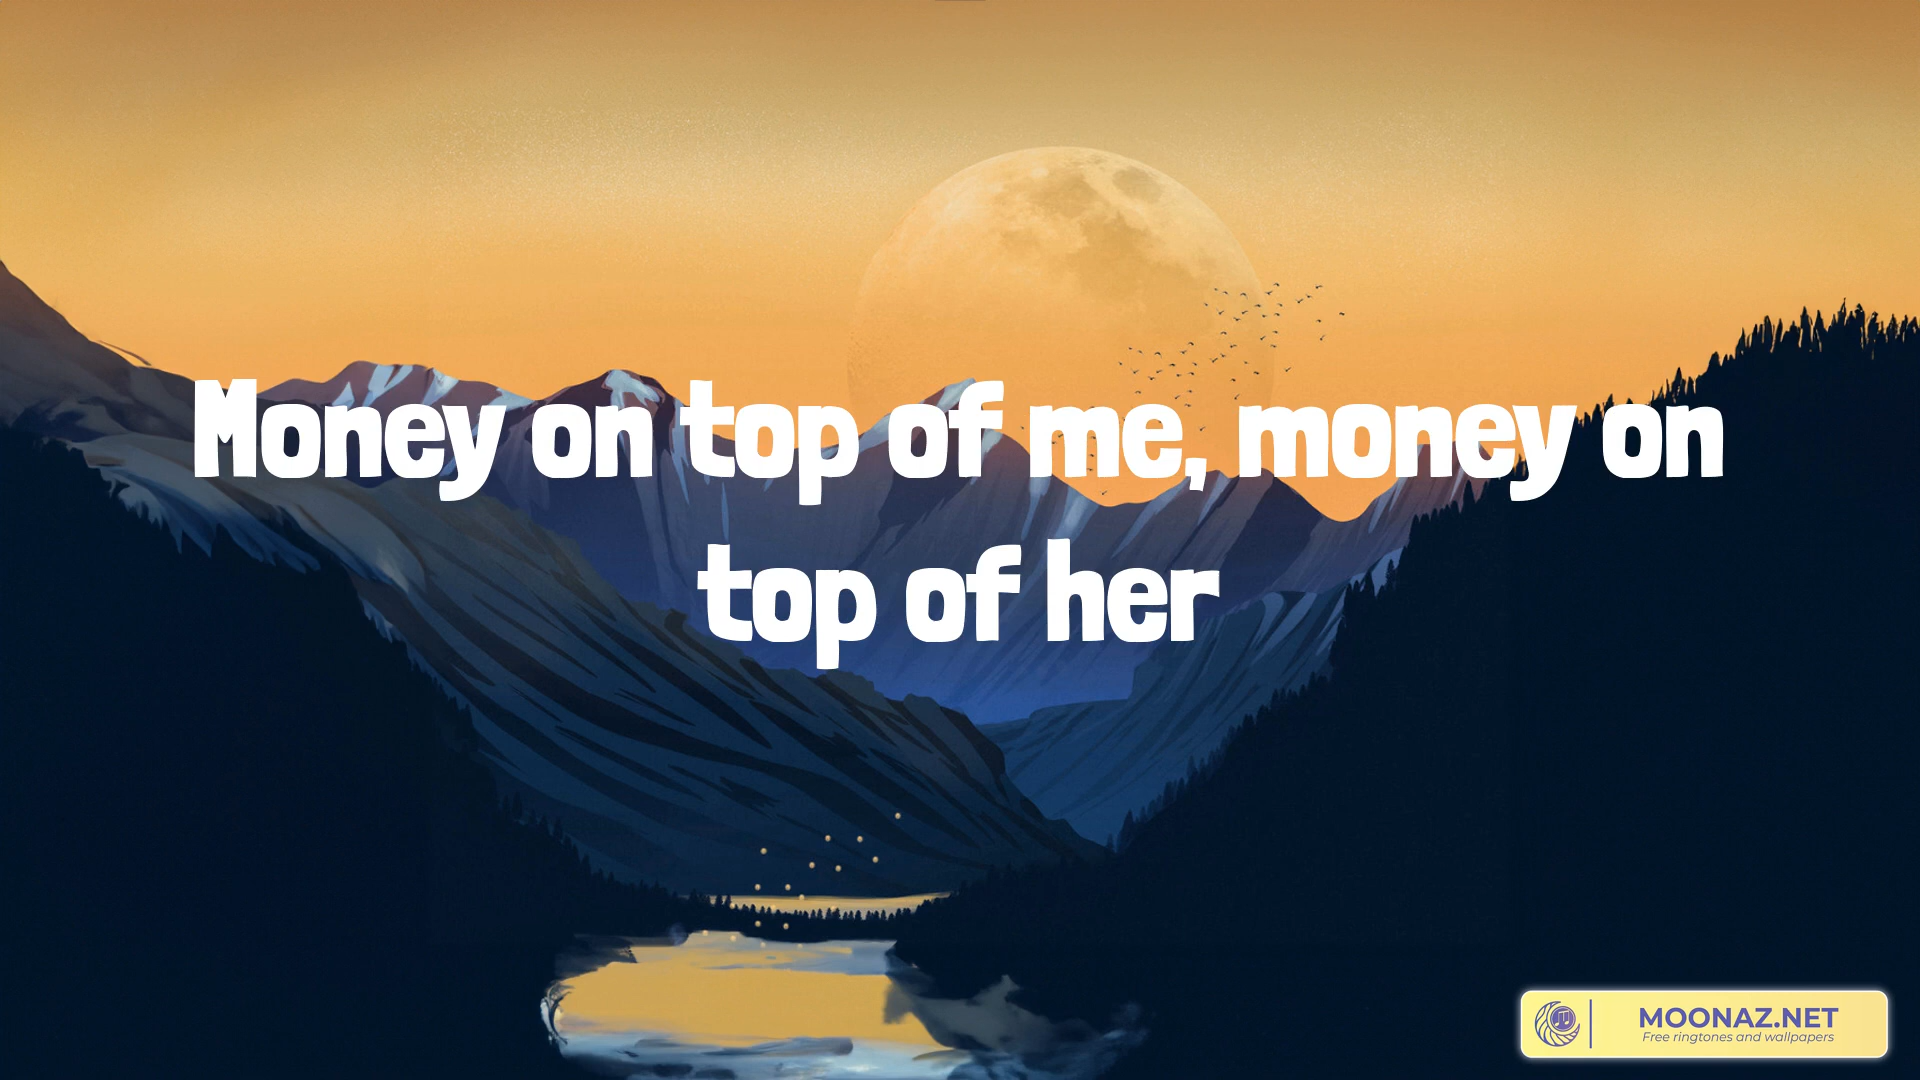 Money on top of me, money on
top of her
MOONAZ.NET
Free ringtones and wallpapers